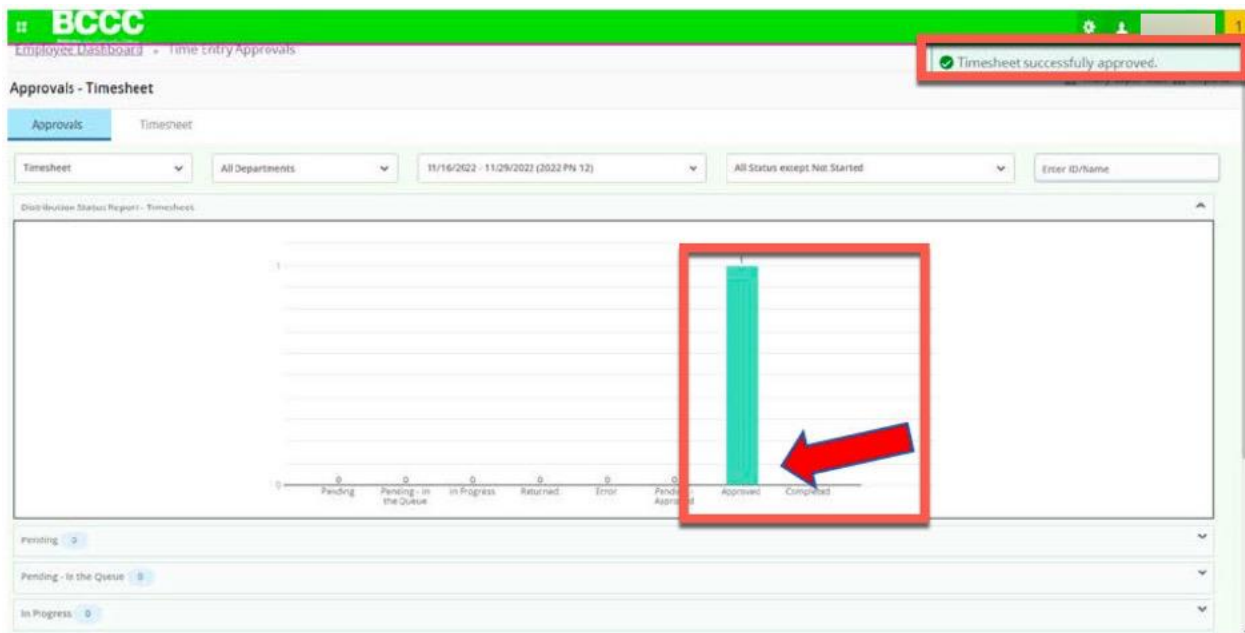 BCCC
1
Employee Dashboard • Time Entry Approvals
Timesheet successfully approved.
Approvals - Timesheet
Approvals Timesheet
Timesheet All Departments 11/16/2022 - 11/29/2022 (2022 PN 12) All Status except Not Started Enter ID/Name
Distribution Status Report - Timesheet
1
0 0 0 0 0 0
0
Pending Pending - In the Queue In Progress Returned Error Pending - Approved Completed
Pending 0
Pending - In the Queue 0
In Progress 0